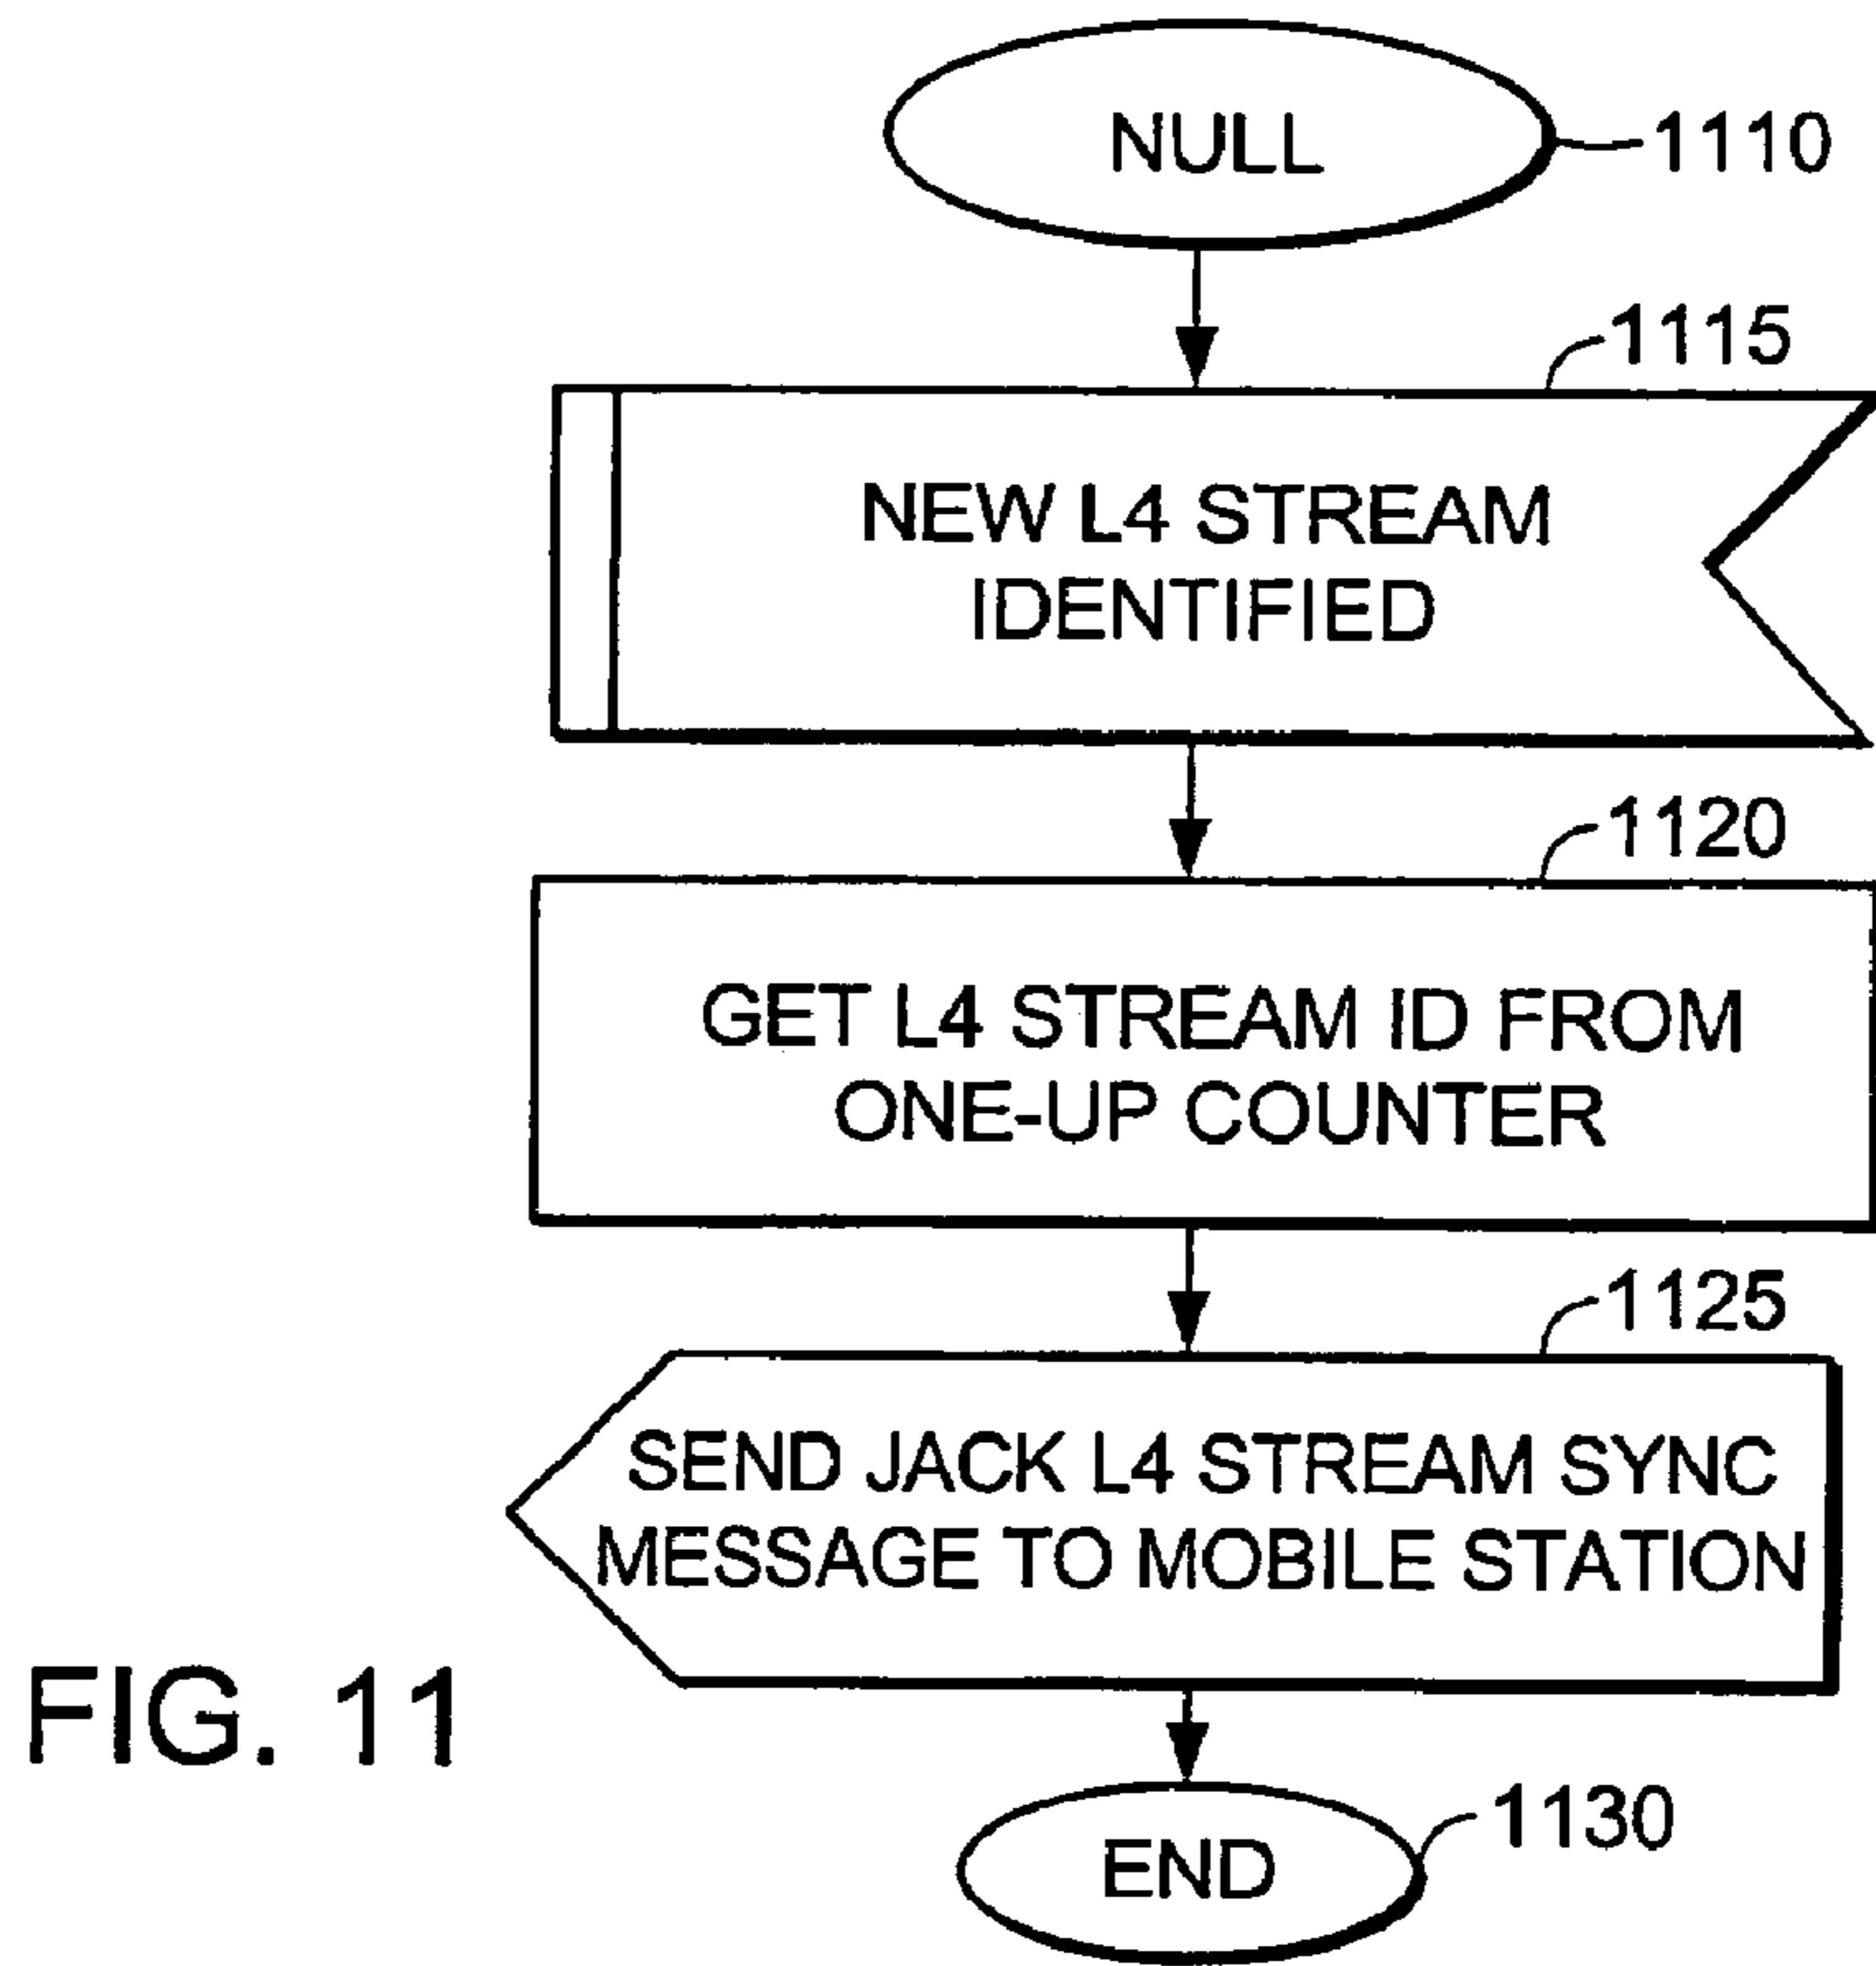 NULL
1110
1115
NEW L4 STREAM
IDENTIFIED
1120
GET L4 STREAM ID FROM
ONE-UP COUNTER
1125
SEND JACK L4 STREAM SYNC
MESSAGE TO MOBILE STATION
FIG. 11
1130
END